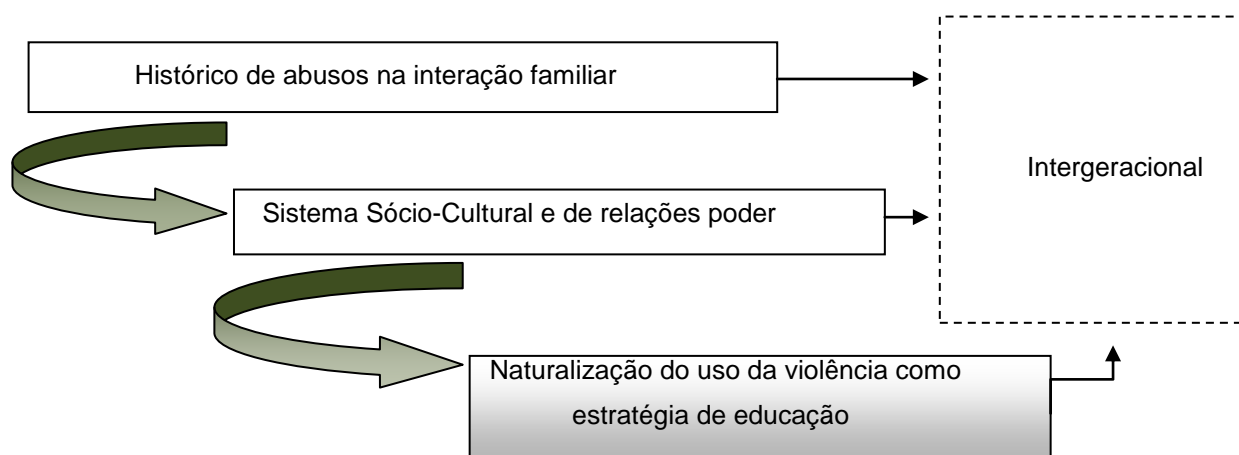 Histórico de abusos na interação familiar
Intergeracional
Sistema Sócio-Cultural e de relações poder
Naturalização do uso da violência como
estratégia de educação